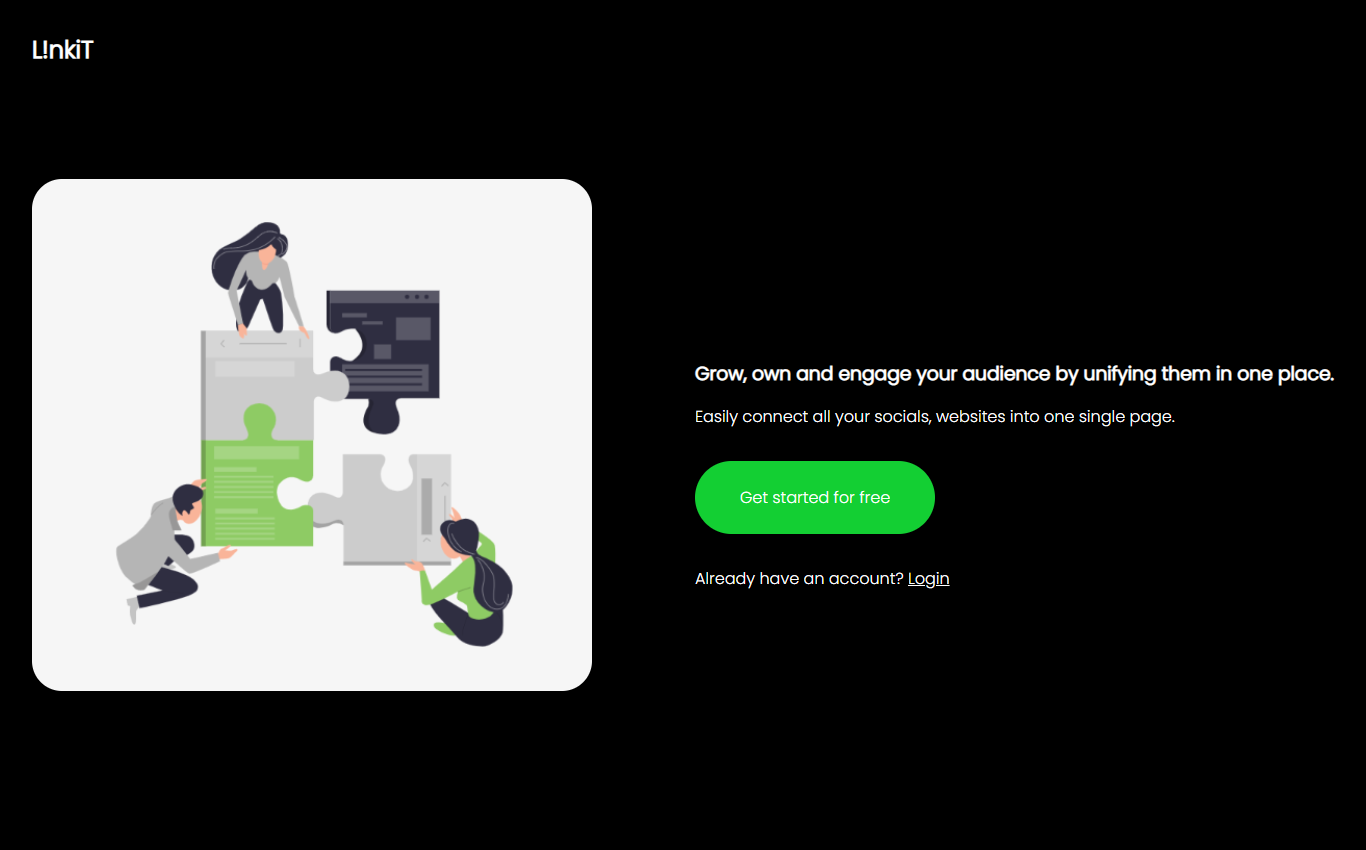 L!nkiT
Grow, own and engage your audience by unifying them in one place.
Easily connect all your socials, websites into one single page.
Get started for free
Already have an account? Login